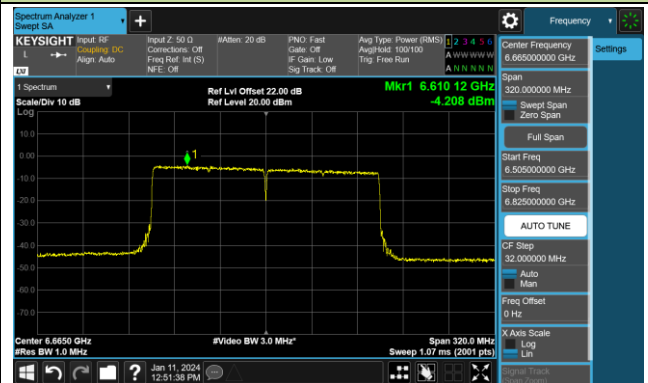 Spectrum Analyzer 1
Swept SA
Frequency
KEYSIGHT
Input: RF
Coupling: DC
Align: Auto
Input Z: 50 Ω
Corrections: Off
Freq Ref: Int (S)
NFE: Off
#Atten: 20 dB
PNO: Fast
Gate: Off
IF Gain: Low
Sig Track: Off
Avg Type: Power (RMS)
Avg|Hold: 100/100
Trig: Free Run
1 2 3 4 5 6
A W W W W W
A N N N N N
L
LXI
1 Spectrum
Scale/Div 10 dB
Log
Ref Lvl Offset 22.00 dB
Ref Level 20.00 dBm
Mkr1 6.610 12 GHz
-4.208 dBm
1
10.0
0.00
-10.0
-20.0
-30.0
-40.0
-50.0
-60.0
-70.0
Center 6.6650 GHz
#Res BW 1.0 MHz
#Video BW 3.0 MHz*
Span 320.0 MHz
Sweep 1.07 ms (2001 pts)
Jan 11, 2024
12:51:38 PM
Center Frequency
6.665000000 GHz
Settings
Span
320.000000 MHz
Swept Span
Zero Span
Full Span
Start Freq
6.505000000 GHz
Stop Freq
6.825000000 GHz
AUTO TUNE
CF Step
32.000000 MHz
Auto
Man
Freq Offset
0 Hz
X Axis Scale
Log
Lin
Signal Track
(Span Zoom)